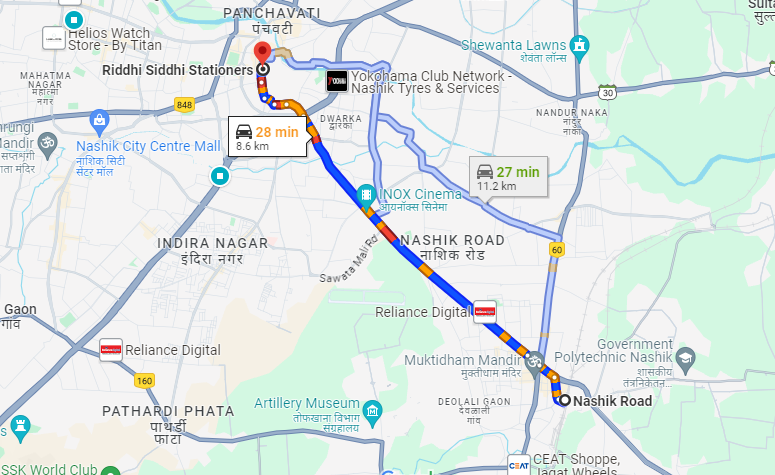 PANCHAVATI
पंचवटी
Helios Watch
Store - By Titan
Shewanta Lawns
शेवंता लॉन्स
Riddhi Siddhi Stationers
MAHATMA
NAGAR
महात्मा
नगर
Yokohama Club Network -
Nashik Tyres & Services
30
848
NANDUR NAKA
नांदुर
नाका
DWARKA
द्वारका
28 min
8.6 km
Nashik City Centre Mall
नाशिक सिटी
सेंटर मॉल
27 min
11.2 km
INOX Cinema
आयनॉक्स सिनेमा
INDIRA NAGAR
इंदिरा नगर
NASHIK ROAD
नाशिक रोड
60
Sawata Mali Rd
Gaon
गाव
Reliance Digital
Reliance Digital
Muktidham Mandir
मुक्तीधाम मंदिर
Government
Polytechnic Nashik
शासकीय
तंत्रनिकेतन...
160
PATHARDI PHATA
पाथर्डी
फाटा
Artillery Museum
तोफखाना विभाग
संग्रहालय
DEOLALI GAON
देवळाली
गांव
Nashik Road
SSK World Club
CEAT
CEAT Shoppe,
Jagat Wheels